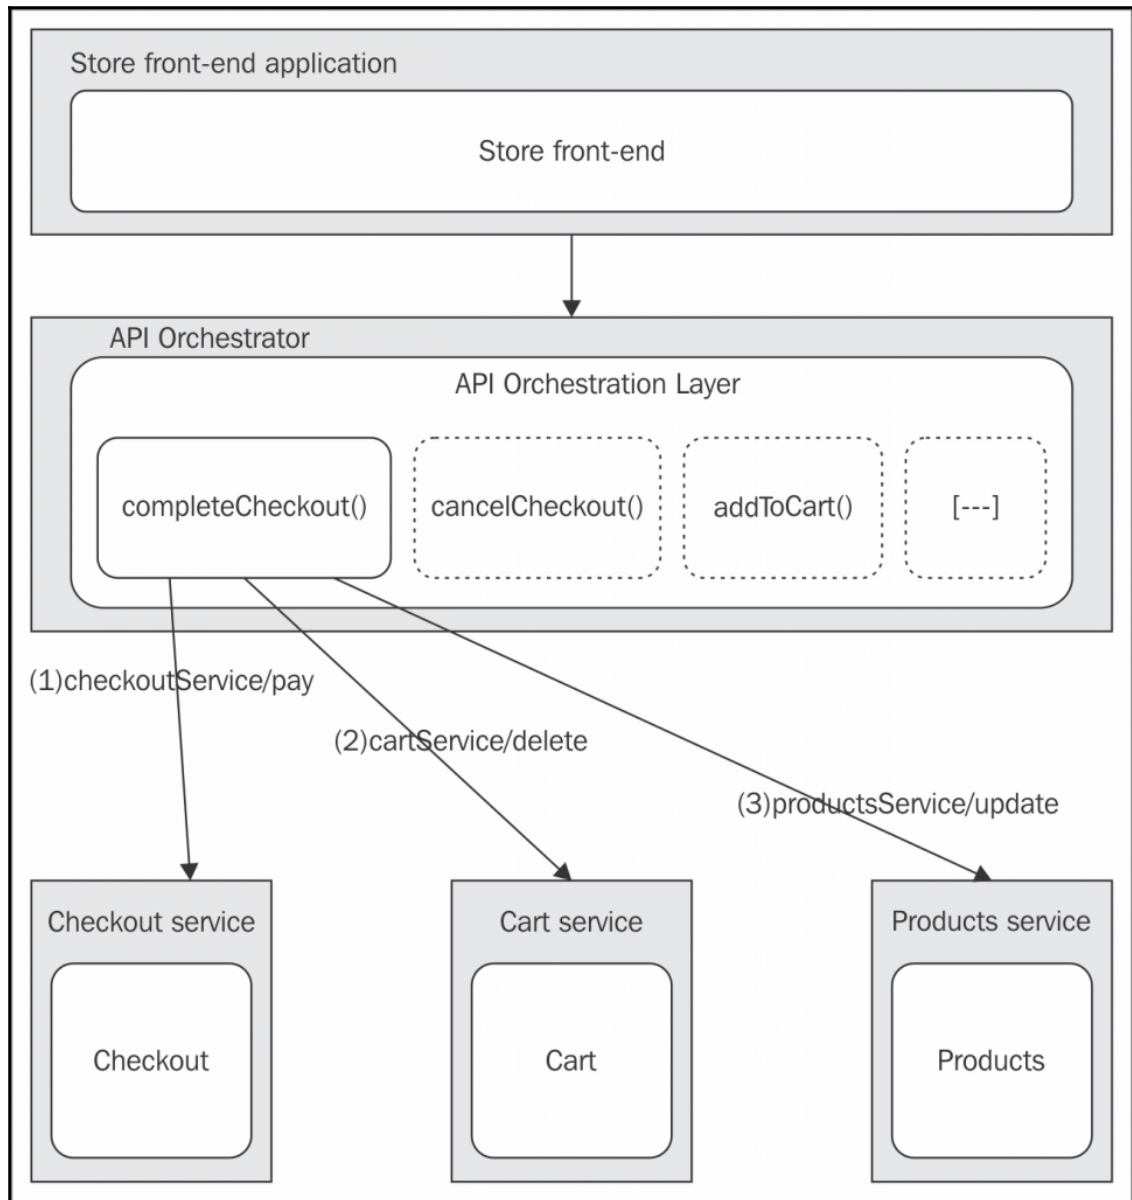 Store front-end application
Store front-end
API Orchestrator
API Orchestration Layer
completeCheckout()
cancelCheckout()
addToCart()
[---]
(1)checkoutService/pay
(2)cartService/delete
(3)productsService/update
Checkout service
Cart service
Products service
Checkout
Cart
Products